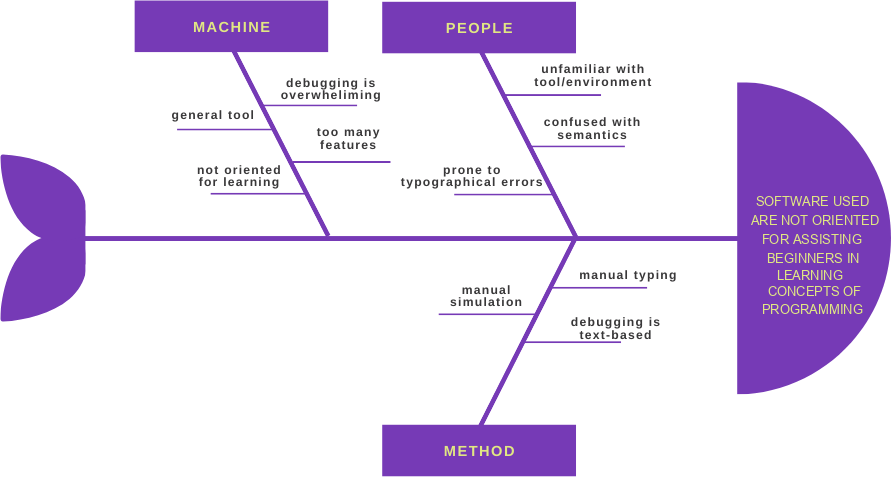 MACHINE
debugging is
overwheliming
general tool
too many
features
not oriented
for learning
PEOPLE
unfamiliar with
tool/environment
confused with
semantics
prone to
typographical errors
manual typing
manual
simulation
debugging is
text-based
METHOD
SOFTWARE USED
ARE NOT ORIENTED
FOR ASSISTING
BEGINNERS IN
LEARNING
CONCEPTS OF
PROGRAMMING